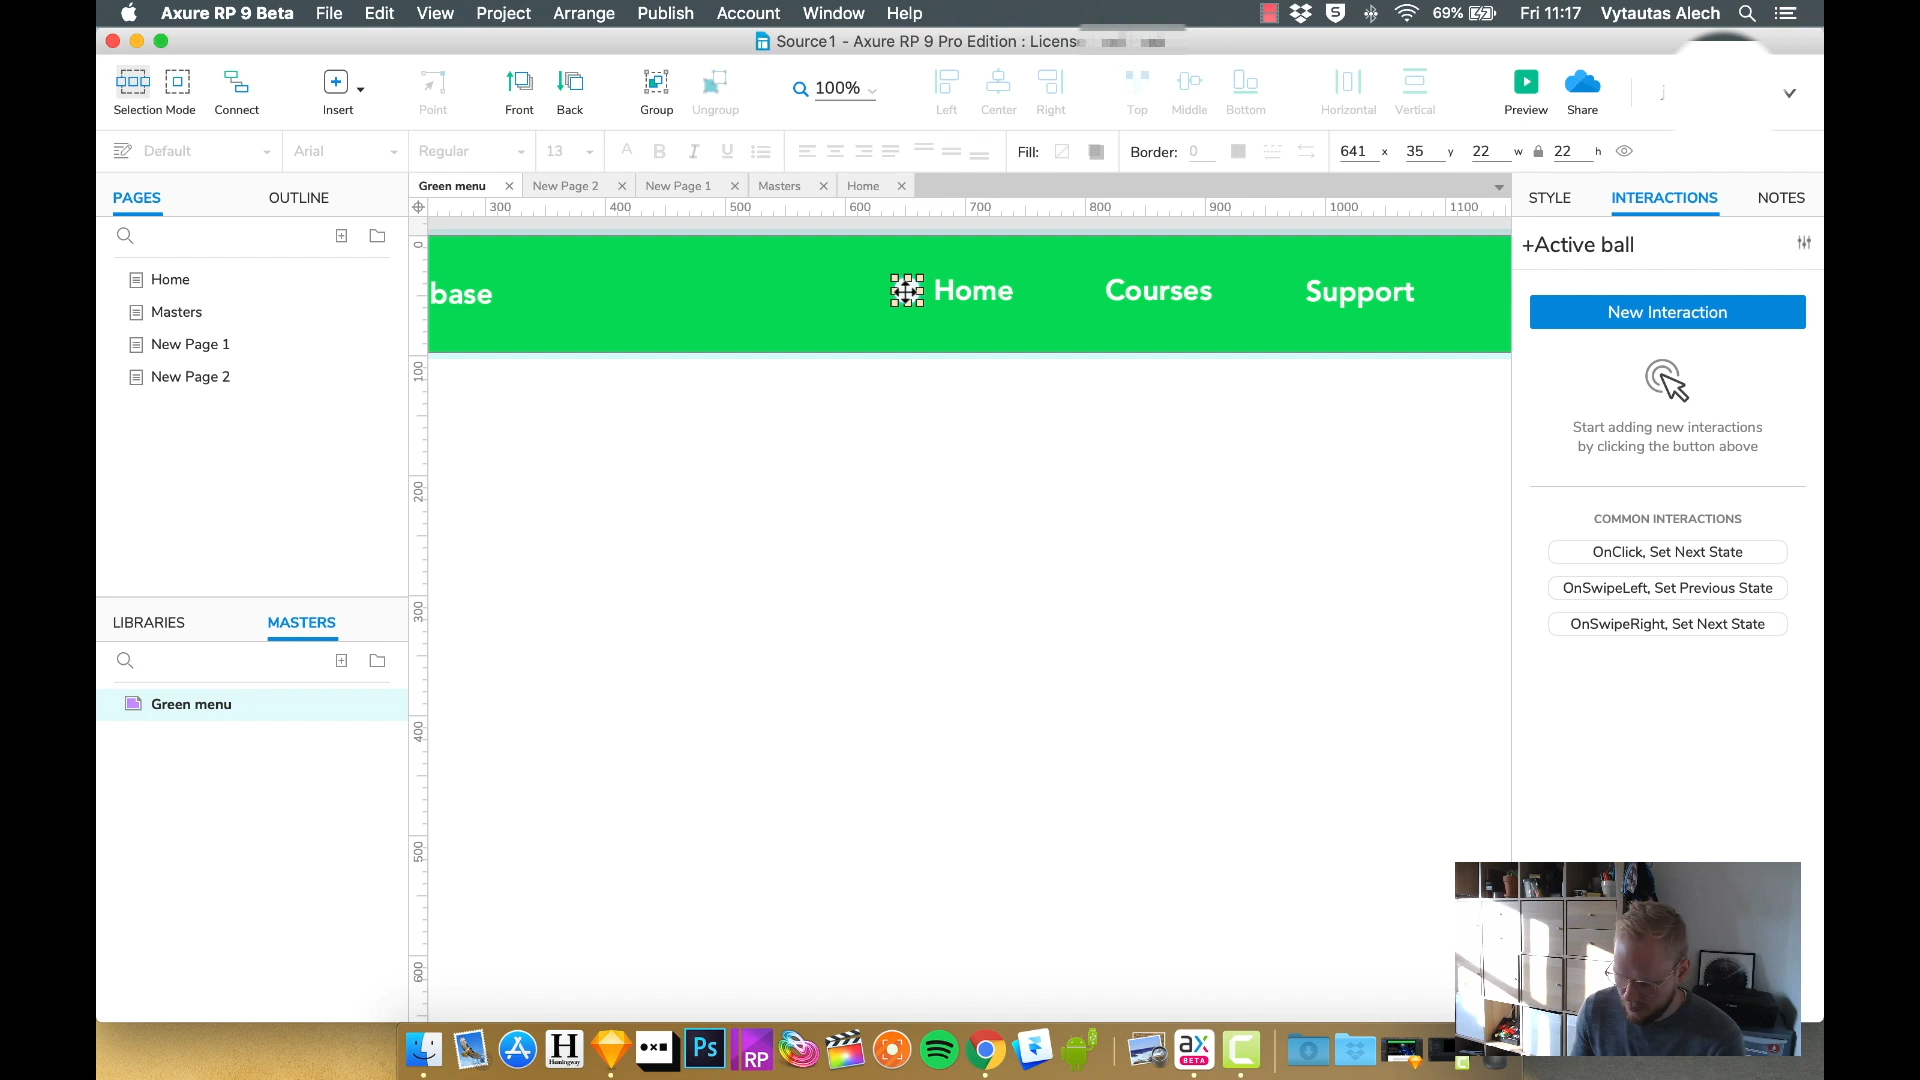 Axure RP 9 Beta File Edit View Project Arrange Publish Account Window Help 69% Fri 11:17 Vytautas Alech
Source1 - Axure RP 9 Pro Edition : License
Selection Mode Connect Insert Point Front Back Group Ungroup 100% Left Center Right Top Middle Bottom Horizontal Vertical Preview Share
Default Arial Regular 13 Fill: Border: 0 641 x 35 y 22 w 22 h
PAGES OUTLINE
Green menu New Page 2 New Page 1 Masters Home
STYLE INTERACTIONS NOTES
300 400 500 600 700 800 900 1000 1100
0 100 200 300 400 500 600
Home
Masters
New Page 1
New Page 2
LIBRARIES MASTERS
Green menu
base Home Courses Support
+Active ball
New Interaction
Start adding new interactions
by clicking the button above
COMMON INTERACTIONS
OnClick, Set Next State
OnSwipeLeft, Set Previous State
OnSwipeRight, Set Next State
H
Hemingway
Ps
RP
ax
BETA